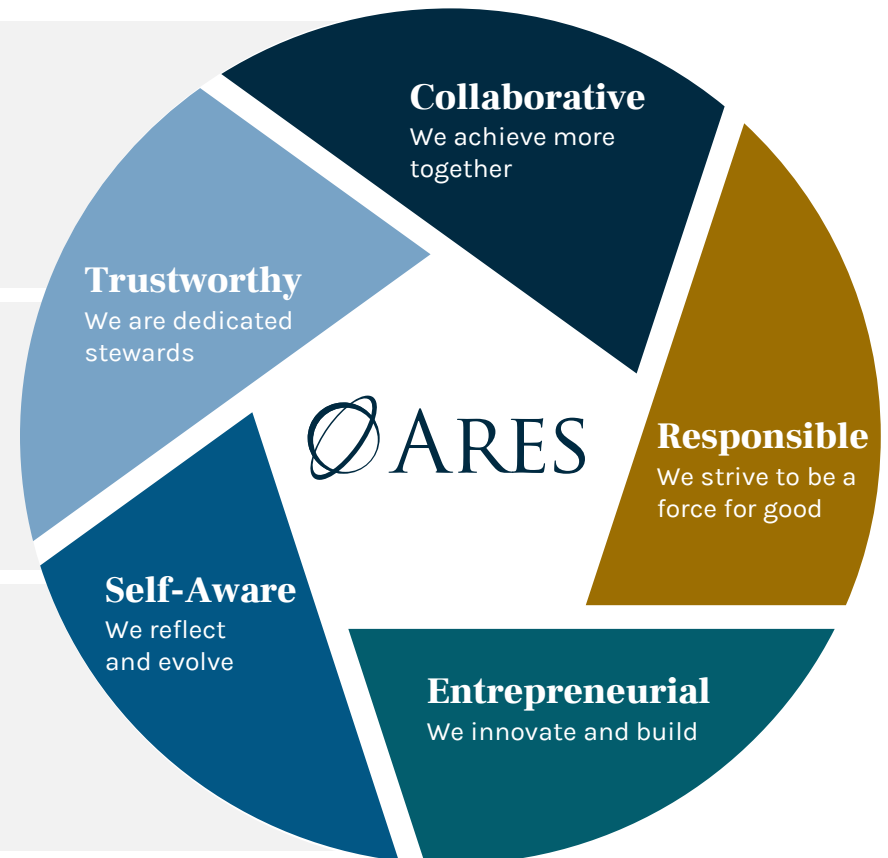 Collaborative
We achieve more
together
Trustworthy
We are dedicated
stewards
ARES
Responsible
We strive to be a
force for good
Self-Aware
We reflect
and evolve
Entrepreneurial
We innovate and build